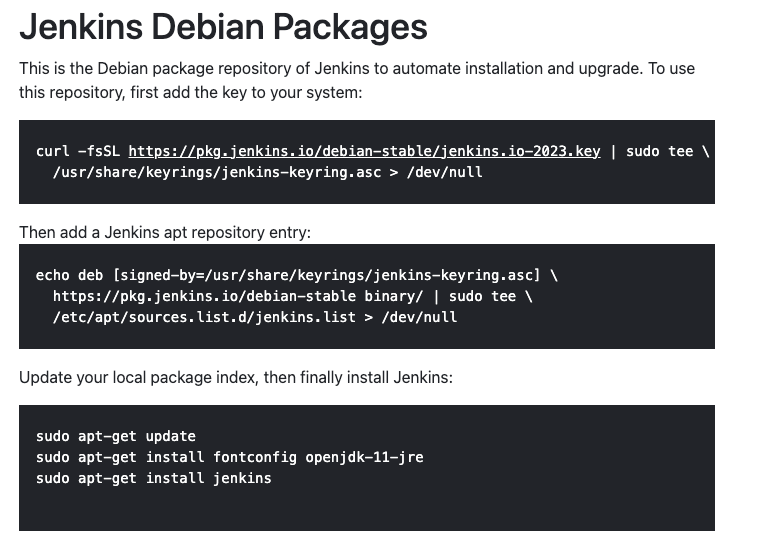 Jenkins Debian Packages
This is the Debian package repository of Jenkins to automate installation and upgrade. To use
this repository, first add the key to your system:
curl -fsSL https://pkg.jenkins.io/debian-stable/jenkins.io-2023.key | sudo tee \
/usr/share/keyrings/jenkins-keyring.asc > /dev/null
Then add a Jenkins apt repository entry:
echo deb [signed-by=/usr/share/keyrings/jenkins-keyring.asc] \
https://pkg.jenkins.io/debian-stable binary/ | sudo tee \
/etc/apt/sources.list.d/jenkins.list > /dev/null
Update your local package index, then finally install Jenkins:
sudo apt-get update
sudo apt-get install fontconfig openjdk-11-jre
sudo apt-get install jenkins